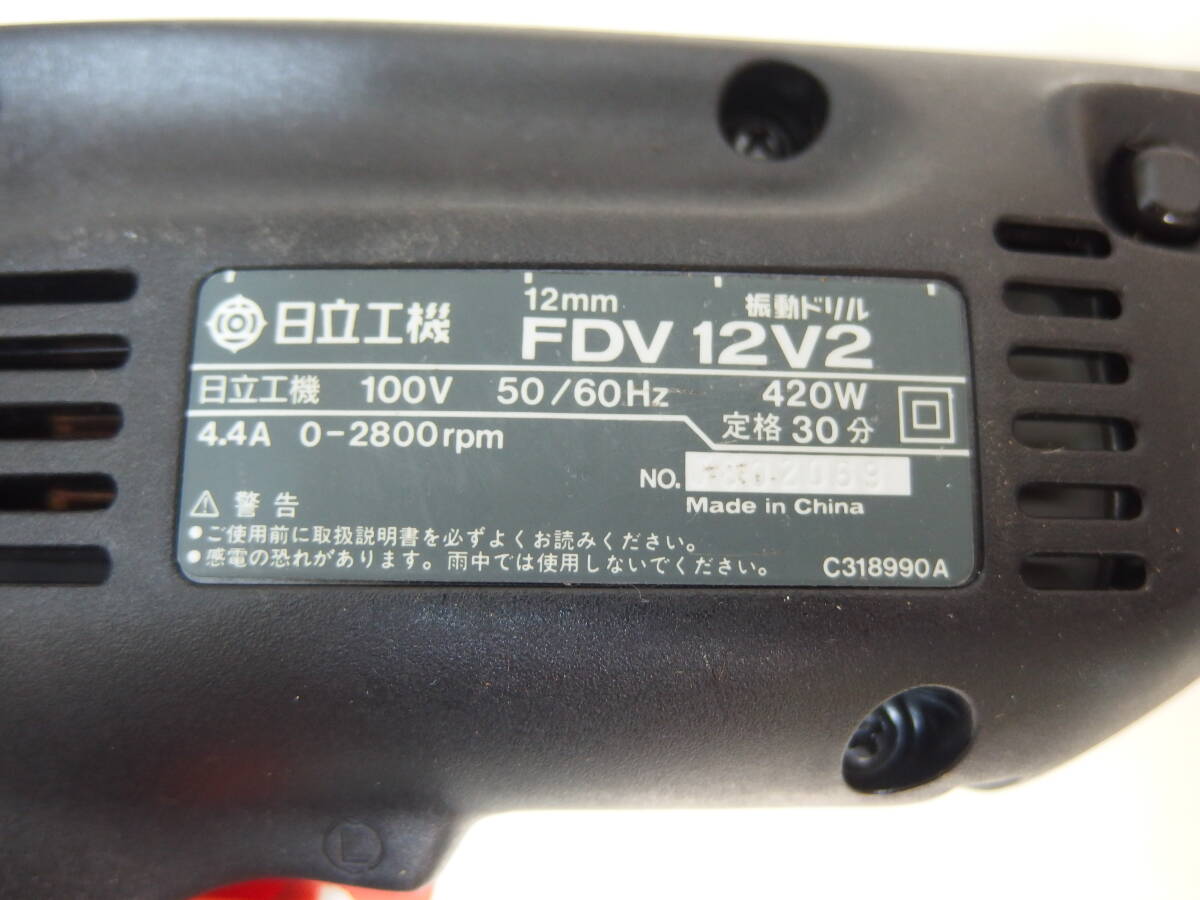 日立工機
12mm 振動ドリル
FDV 12V2
日立工機 100V 50/60Hz 420W
4.4A 0-2800rpm 定格 30 分
NO.
Made in China
⚠ 警告
●ご使用前に取扱説明書を必ずよくお読みください。
●感電の恐れがあります。雨中では使用しないでください。
C318990A
L